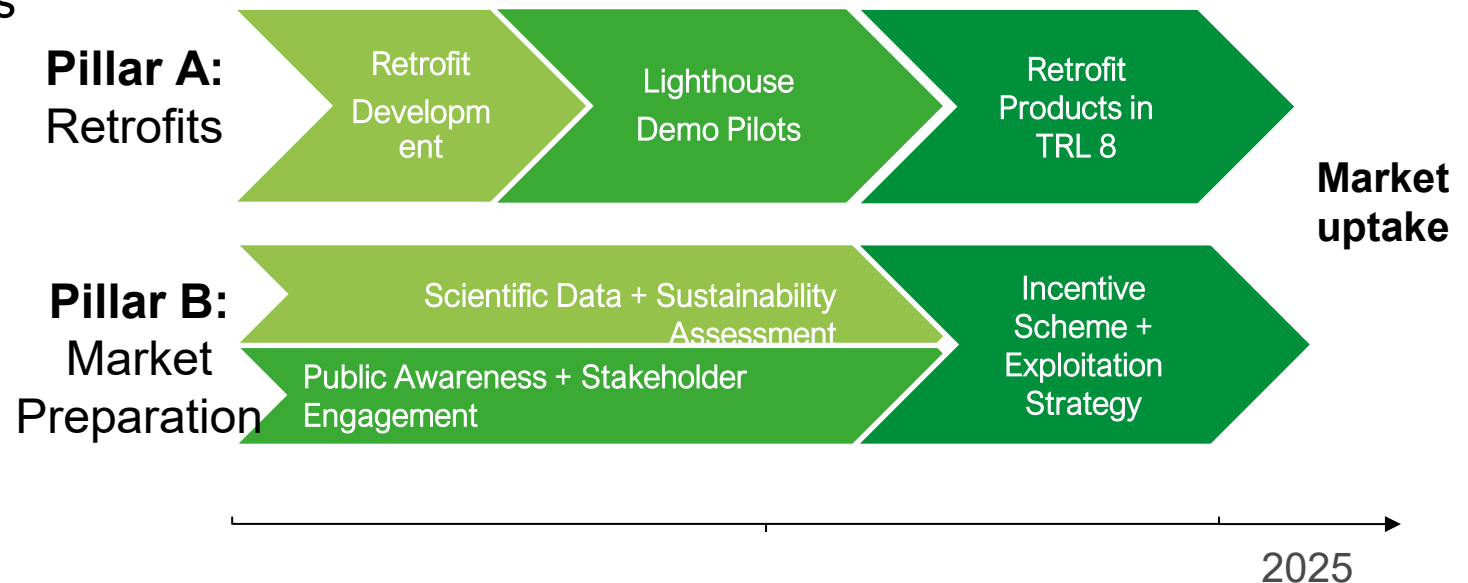 s
Pillar A:
Retrofits
Retrofit
Developm
ent
Lighthouse
Demo Pilots
Retrofit
Products in
TRL 8
Market
uptake
Pillar B:
Market
Preparation
Scientific Data + Sustainability
Assessment
Public Awareness + Stakeholder
Engagement
Incentive
Scheme +
Exploitation
Strategy
2025